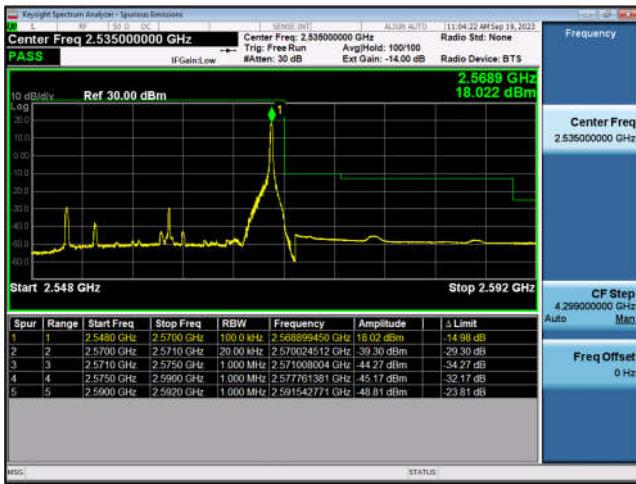 Keysight Spectrum Analyzer - Spurious Emissions
L RF 50 Ω DC SENSE:INT ALIGN AUTO 11:04:22 AM Sep 19, 2023
Center Freq 2.535000000 GHz Center Freq: 2.535000000 GHz Radio Std: None Frequency
Trig: Free Run Avg|Hold: 100/100
PASS IFGain:Low #Atten: 30 dB Ext Gain: -14.00 dB Radio Device: BTS
2.5689 GHz
10 dB/div Ref 30.00 dBm 18.022 dBm
Log
20.0
1
10.0
0.00
-10.0
-20.0
-30.0
-40.0
-50.0
-60.0
Start 2.548 GHz Stop 2.592 GHz
Center Freq
2.535000000 GHz
CF Step
4.299000000 GHz
Auto Man
Freq Offset
0 Hz
Spur Range Start Freq Stop Freq RBW Frequency Amplitude Δ Limit
1 1 2.5480 GHz 2.5700 GHz 100.0 kHz 2.568899450 GHz 18.02 dBm -14.98 dB
2 2 2.5700 GHz 2.5710 GHz 20.00 kHz 2.570024512 GHz -39.30 dBm -29.30 dB
3 3 2.5710 GHz 2.5750 GHz 1.000 MHz 2.571008004 GHz -44.27 dBm -34.27 dB
4 4 2.5750 GHz 2.5900 GHz 1.000 MHz 2.577761381 GHz -45.17 dBm -32.17 dB
5 5 2.5900 GHz 2.5920 GHz 1.000 MHz 2.591542771 GHz -48.81 dBm -23.81 dB
MSG STATUS